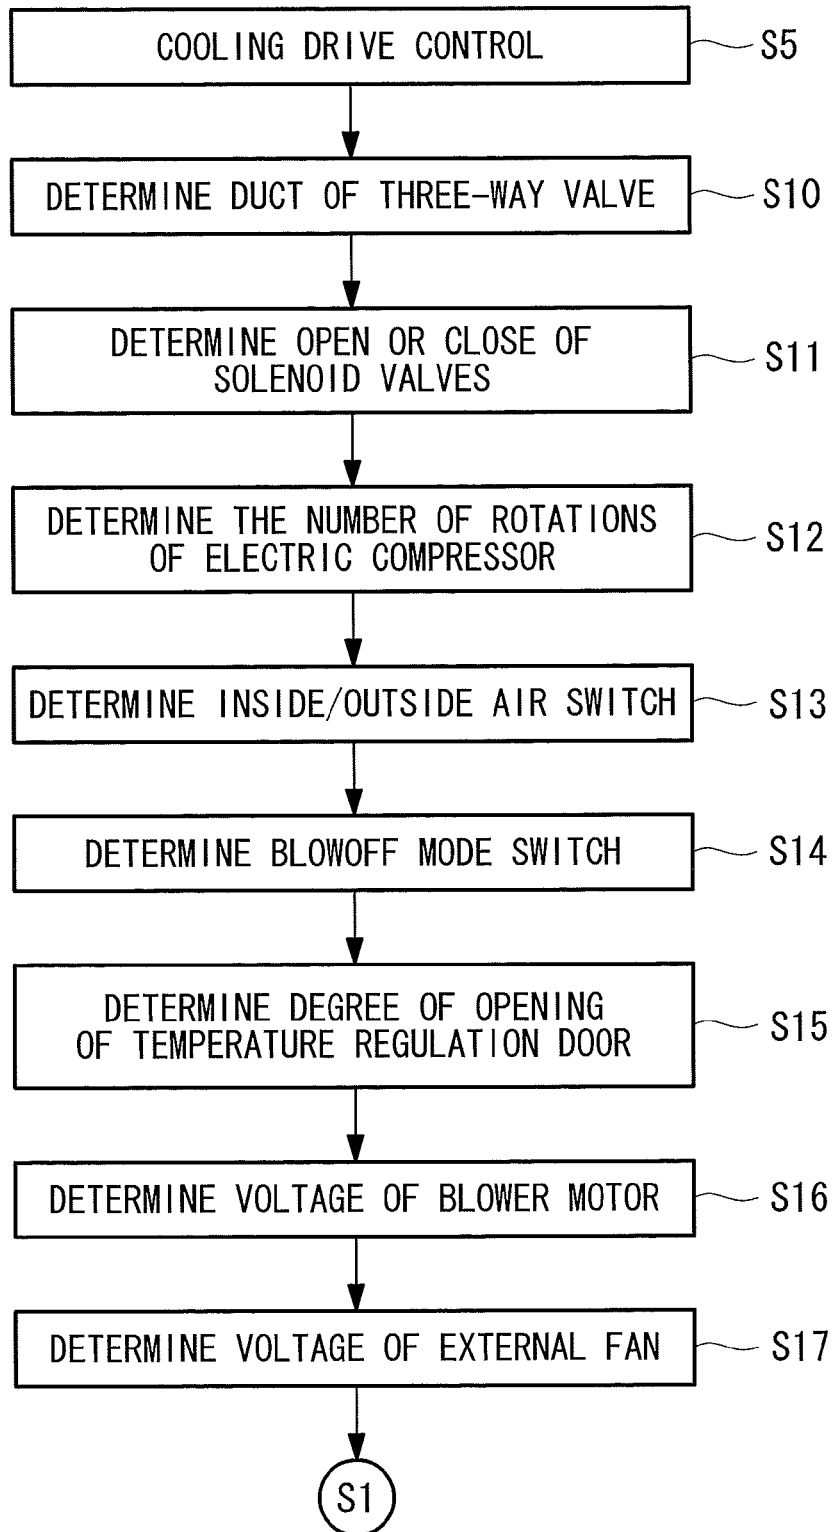 COOLING DRIVE CONTROL
S5
DETERMINE DUCT OF THREE-WAY VALVE
S10
DETERMINE OPEN OR CLOSE OF
SOLENOID VALVES
S11
DETERMINE THE NUMBER OF ROTATIONS
OF ELECTRIC COMPRESSOR
S12
DETERMINE INSIDE/OUTSIDE AIR SWITCH
S13
DETERMINE BLOWOFF MODE SWITCH
S14
DETERMINE DEGREE OF OPENING
OF TEMPERATURE REGULATION DOOR
S15
DETERMINE VOLTAGE OF BLOWER MOTOR
S16
DETERMINE VOLTAGE OF EXTERNAL FAN
S17
S1